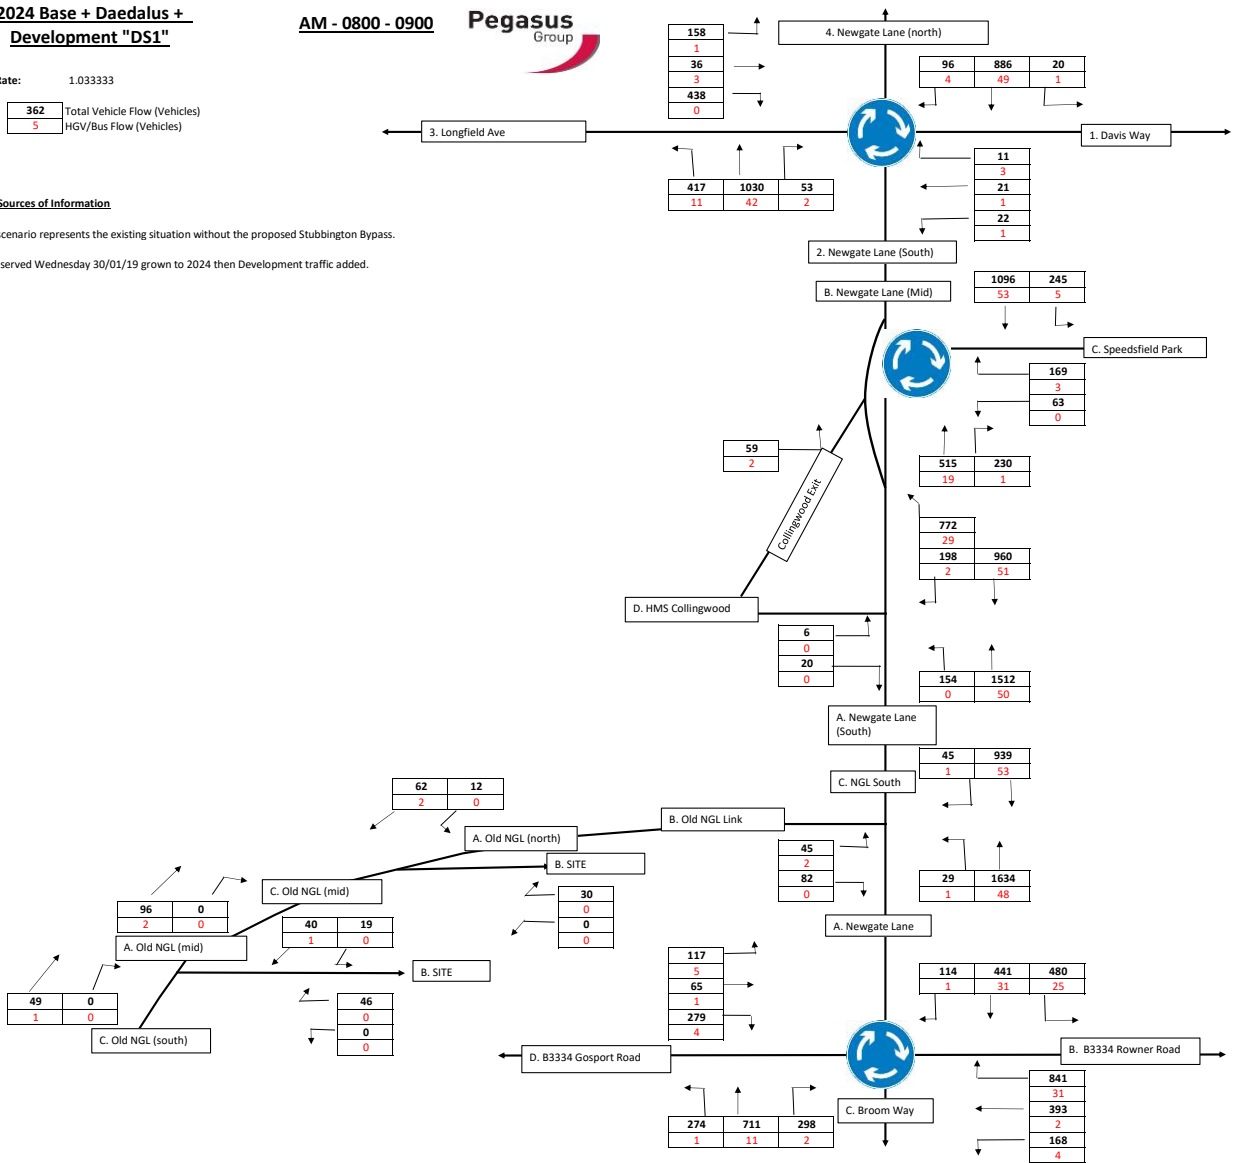 2024 Base + Daedalus +
Development "DS1"
AM - 0800 - 0900
Pegasus
Group
Rate: 1.033333
362 Total Vehicle Flow (Vehicles)
5 HGV/Bus Flow (Vehicles)
Sources of Information
scenario represents the existing situation without the proposed Stubbington Bypass.
served Wednesday 30/01/19 grown to 2024 then Development traffic added.
158
1
36
3
438
0
4. Newgate Lane (north)
96 886 20
4 49 1
3. Longfield Ave
1. Davis Way
417 1030 53
11 42 2
11
3
21
1
22
1
2. Newgate Lane (South)
B. Newgate Lane (Mid)
1096 245
53 5
C. Speedsfield Park
169
3
63
0
59
2
515 230
19 1
Collingwood Exit
772
29
198 960
2 51
D. HMS Collingwood
6
0
20
0
154 1512
0 50
A. Newgate Lane
(South)
45 939
1 53
C. NGL South
62 12
2 0
B. Old NGL Link
A. Old NGL (north)
45
2
82
0
29 1634
1 48
B. SITE
C. Old NGL (mid)
30
0
0
0
96 0
2 0
40 19
1 0
A. Newgate Lane
A. Old NGL (mid)
B. SITE
117
5
65
1
279
4
114 441 480
1 31 25
49 0
1 0
46
0
0
0
C. Old NGL (south)
D. B3334 Gosport Road
B. B3334 Rowner Road
841
31
393
2
168
4
C. Broom Way
274 711 298
1 11 2